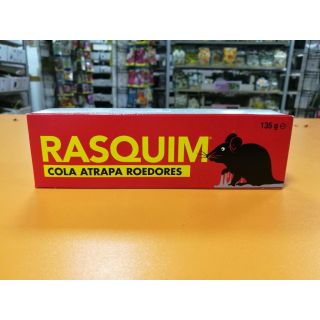 RASQUIM
COLA ATRAPA ROEDORES
135 g ℮